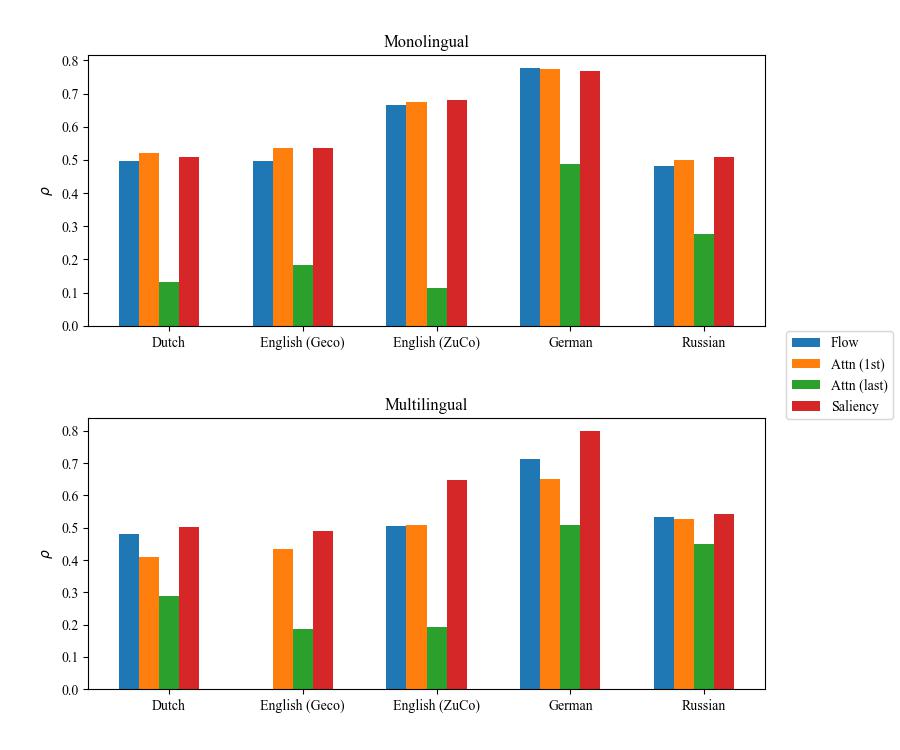 Monolingual
0.8
0.7
0.6
0.5
0.4
0.3
0.2
0.1
0.0
ρ
Dutch
English (Geco)
English (ZuCo)
German
Russian
Flow
Attn (1st)
Attn (last)
Saliency
Multilingual
0.8
0.7
0.6
0.5
0.4
0.3
0.2
0.1
0.0
ρ
Dutch
English (Geco)
English (ZuCo)
German
Russian